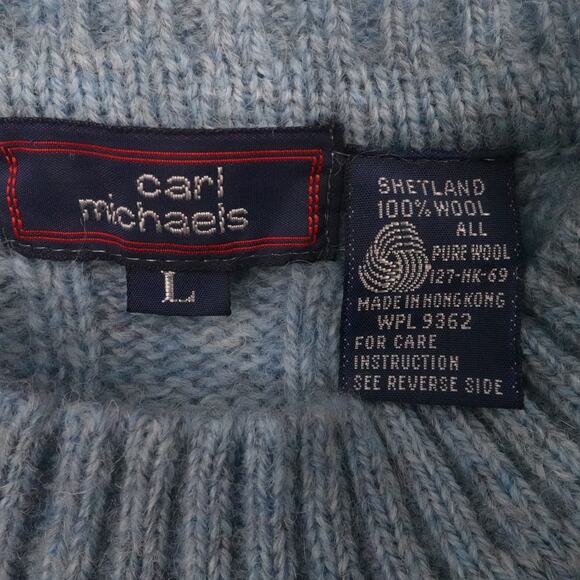 carl
michaels
L
SHETLAND
100% WOOL
ALL
PURE WOOL
127-HK-69
MADE IN HONG KONG
WPL 9362
FOR CARE
INSTRUCTION
SEE REVERSE SIDE